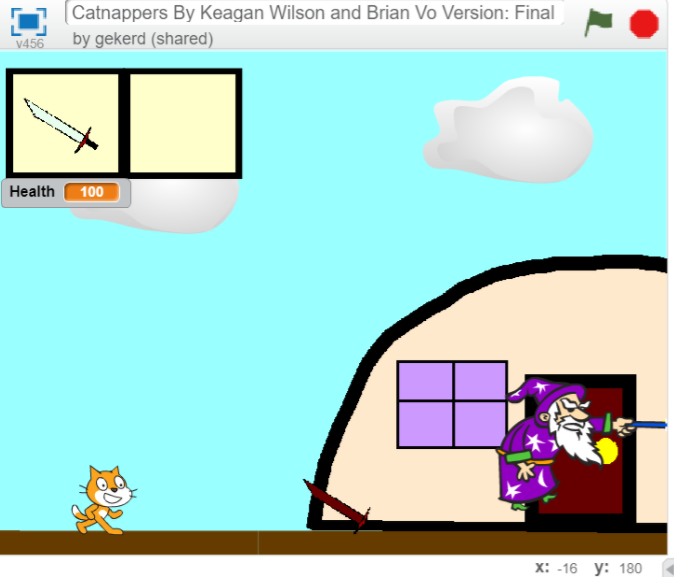 Catnappers By Keagan Wilson and Brian Vo Version: Final
v456
by gekerd (shared)
Health 100
x: -16 y: 180